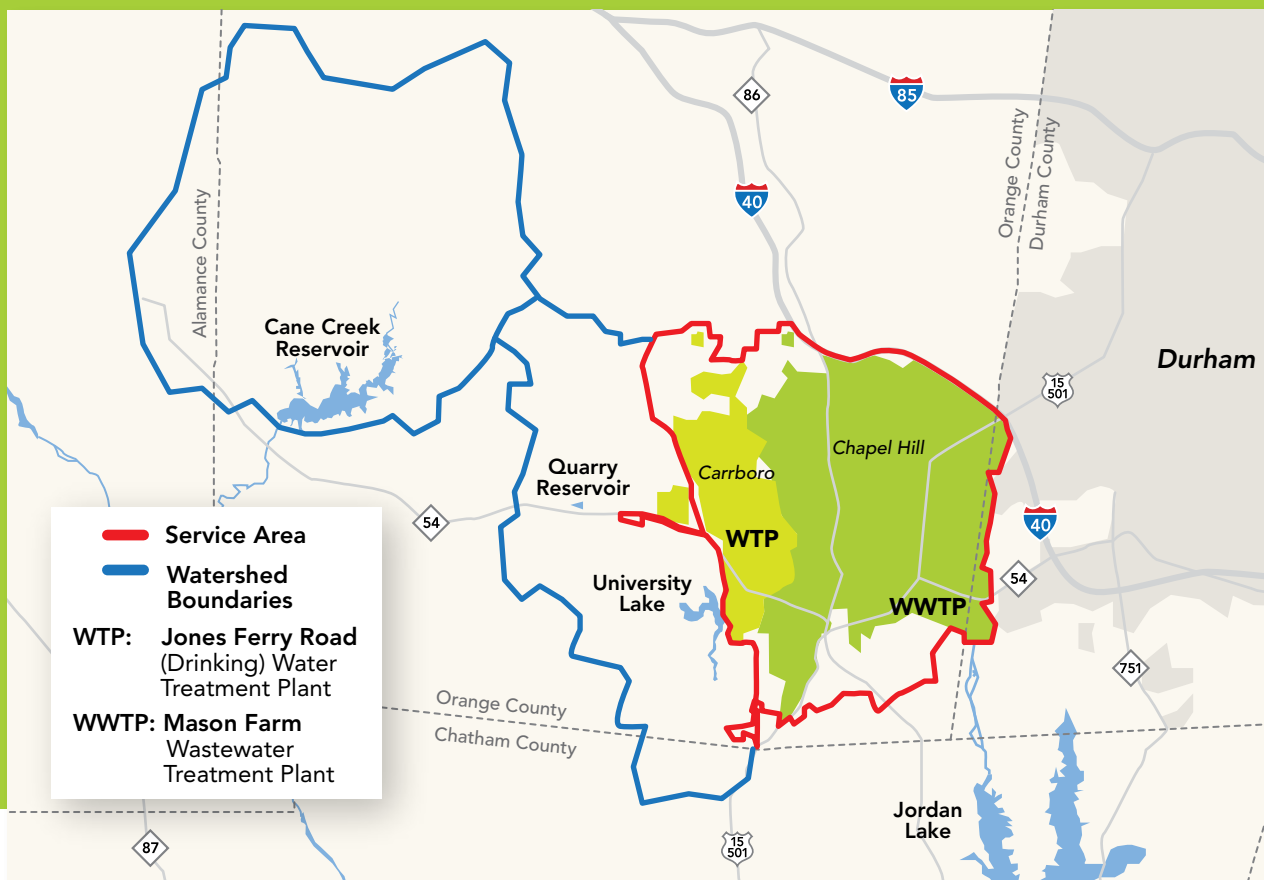 86
85
40
Orange County
Durham County
Alamance County
Cane Creek
Reservoir
Durham
15
501
Chapel Hill
Carrboro
Quarry
Reservoir
54
WTP
40
54
University
Lake
WWTP
751
Service Area
Watershed
Boundaries
WTP: Jones Ferry Road
(Drinking) Water
Treatment Plant
WWTP: Mason Farm
Wastewater
Treatment Plant
Orange County
Chatham County
Jordan
Lake
87
15
501